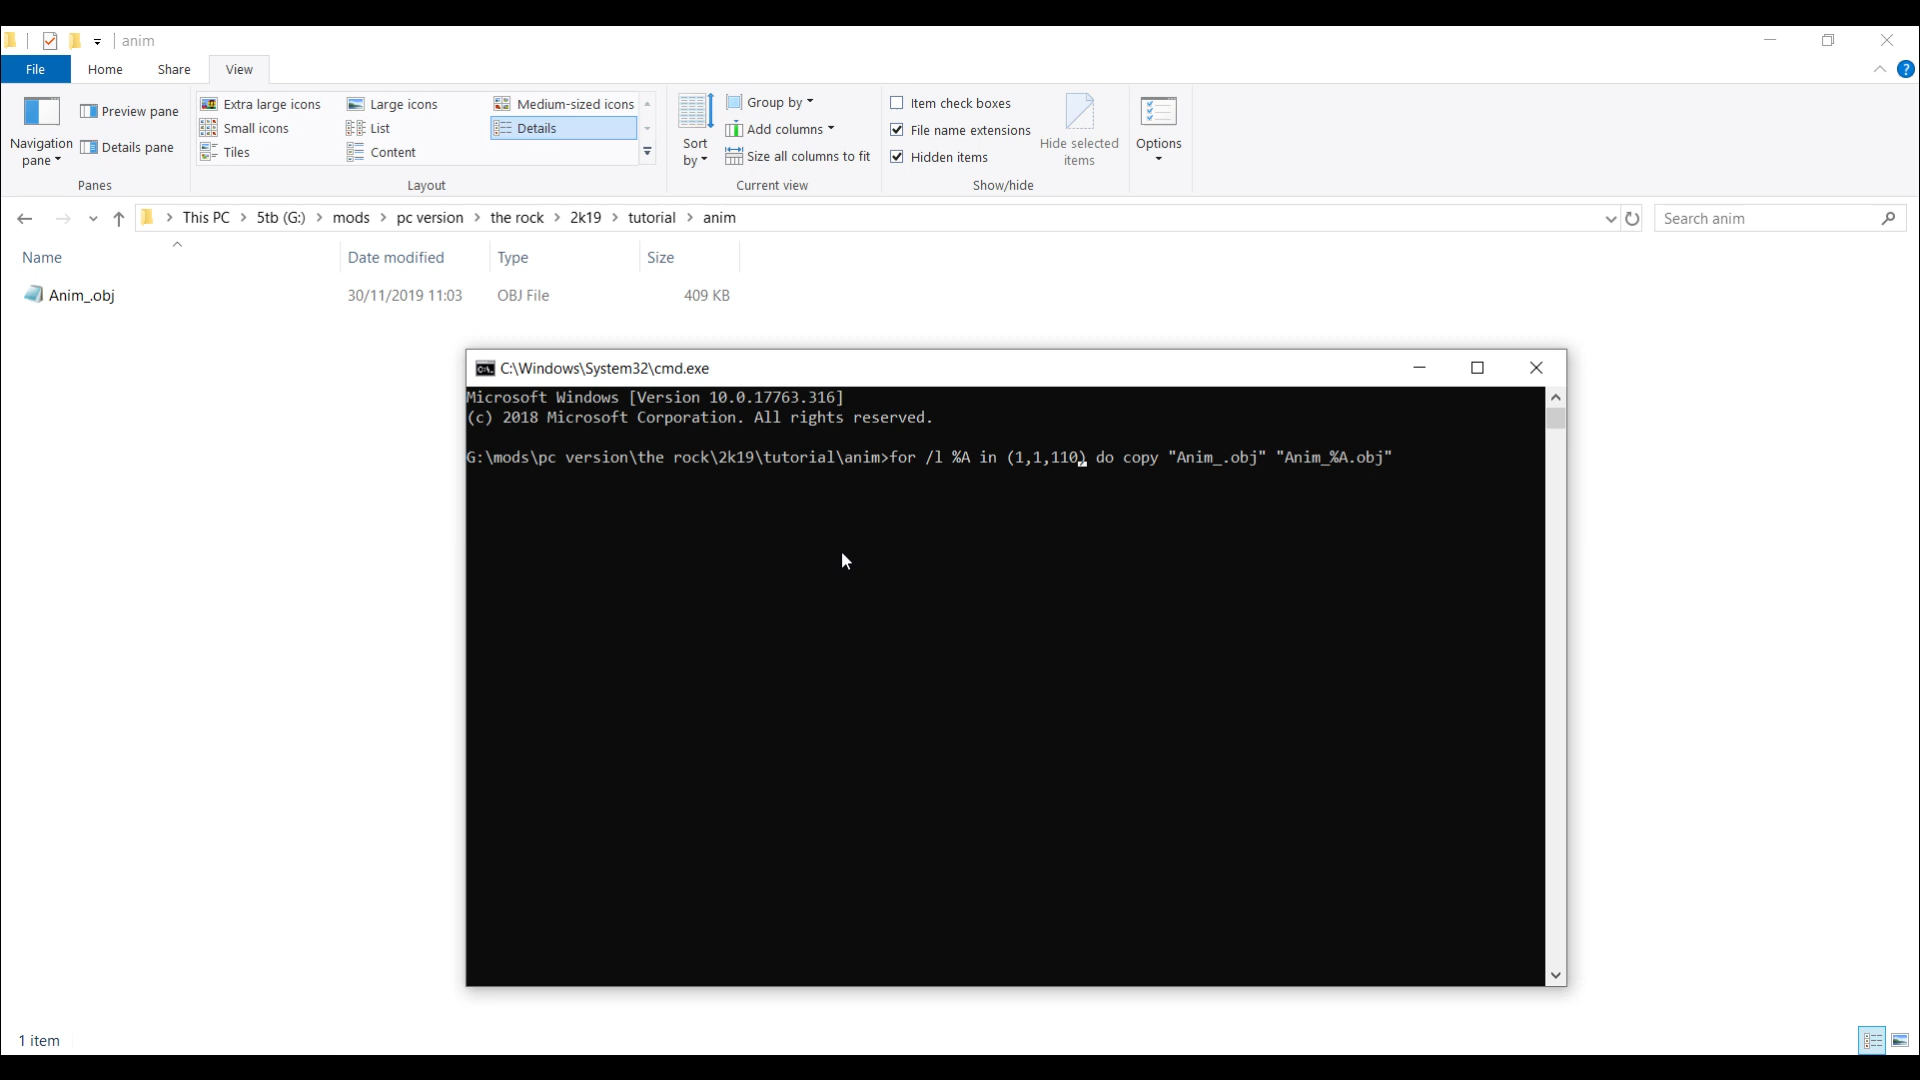 anim
File Home Share View
Extra large icons Large icons Medium-sized icons
Small icons List Details
Tiles Content
Navigation pane
Preview pane
Details pane
Sort by
Group by
Add columns
Size all columns to fit
Item check boxes
File name extensions
Hidden items
Hide selected items
Options
Panes Layout Current view Show/hide
This PC > 5tb (G:) > mods > pc version > the rock > 2k19 > tutorial > anim
Search anim
Name Date modified Type Size
Anim_.obj 30/11/2019 11:03 OBJ File 409 KB
C:\Windows\System32\cmd.exe
Microsoft Windows [Version 10.0.17763.316]
(c) 2018 Microsoft Corporation. All rights reserved.
G:\mods\pc version\the rock\2k19\tutorial\anim>for /l %A in (1,1,110) do copy "Anim_.obj" "Anim_%A.obj"
1 item